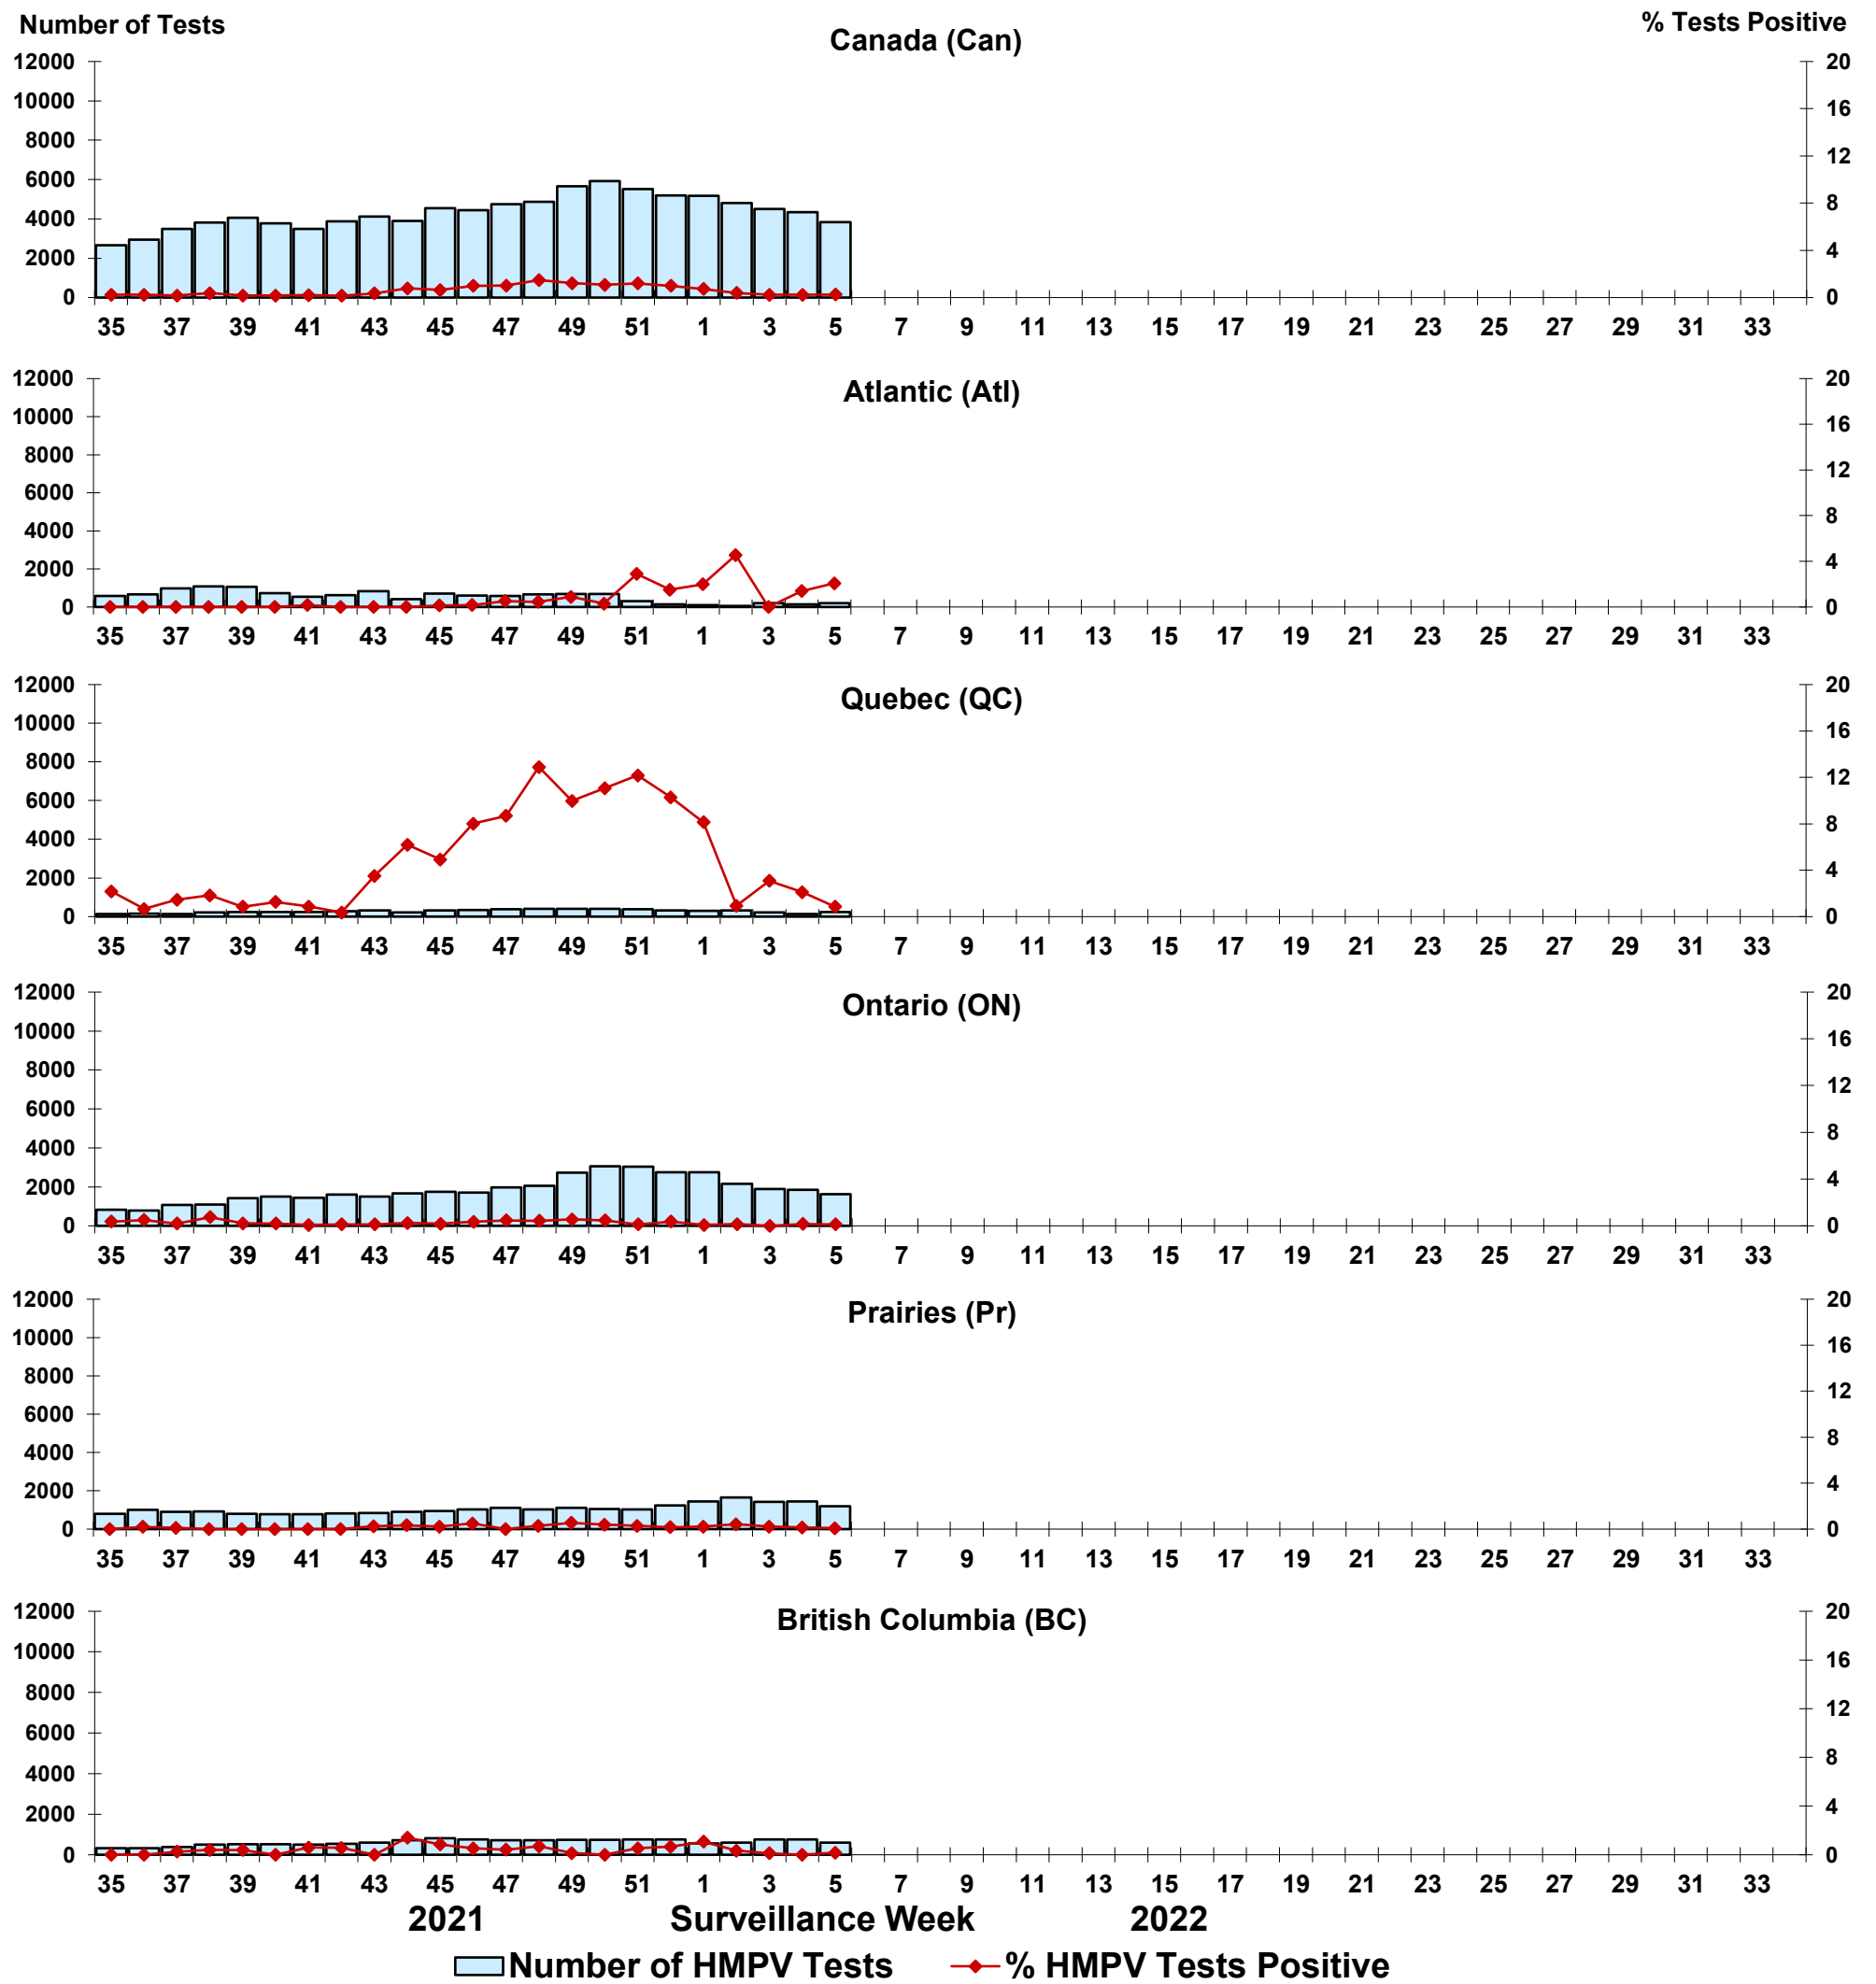 Number of Tests % Tests Positive
Canada (Can)
12000 20
10000 16
8000 12
6000 8
4000 4
2000
0 0
35 37 39 41 43 45 47 49 51 1 3 5 7 9 11 13 15 17 19 21 23 25 27 29 31 33
Atlantic (Atl)
12000 20
10000 16
8000 12
6000 8
4000 4
2000
0 0
35 37 39 41 43 45 47 49 51 1 3 5 7 9 11 13 15 17 19 21 23 25 27 29 31 33
Quebec (QC)
12000 20
10000 16
8000 12
6000 8
4000 4
2000
0 0
35 37 39 41 43 45 47 49 51 1 3 5 7 9 11 13 15 17 19 21 23 25 27 29 31 33
Ontario (ON)
12000 20
10000 16
8000 12
6000 8
4000 4
2000
0 0
35 37 39 41 43 45 47 49 51 1 3 5 7 9 11 13 15 17 19 21 23 25 27 29 31 33
Prairies (Pr)
12000 20
10000 16
8000 12
6000 8
4000 4
2000
0 0
35 37 39 41 43 45 47 49 51 1 3 5 7 9 11 13 15 17 19 21 23 25 27 29 31 33
British Columbia (BC)
12000 20
10000 16
8000 12
6000 8
4000 4
2000
0 0
35 37 39 41 43 45 47 49 51 1 3 5 7 9 11 13 15 17 19 21 23 25 27 29 31 33
2021 Surveillance Week 2022
Number of HMPV Tests % HMPV Tests Positive